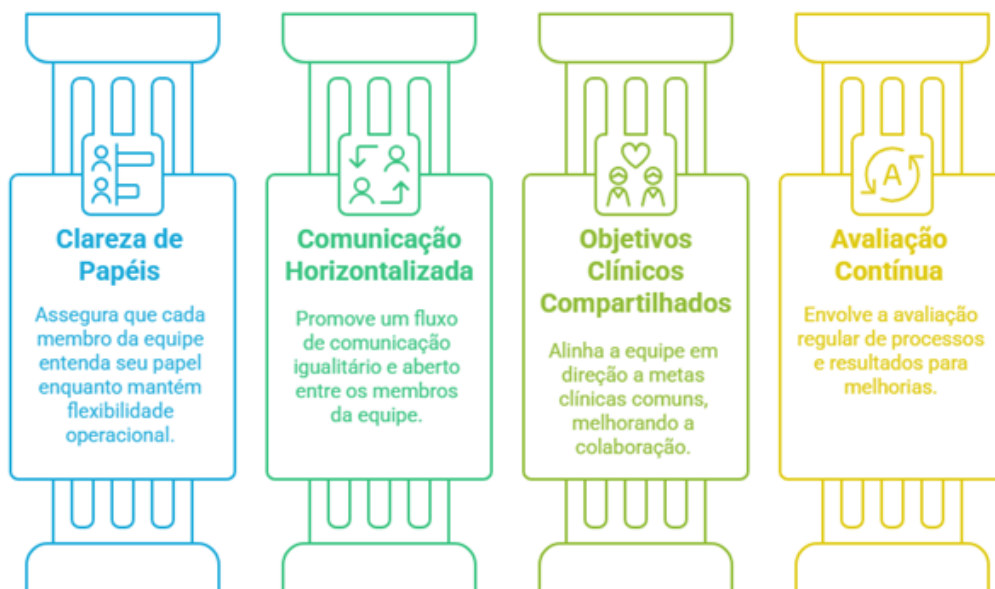 Clareza de
Papéis
Assegura que cada
membro da equipe
entenda seu papel
enquanto mantém
flexibilidade
operacional.
Comunicação
Horizontalizada
Promove um fluxo
de comunicação
igualitário e aberto
entre os membros
da equipe.
Objetivos
Clínicos
Compartilhados
Alinha a equipe em
direção a metas
clínicas comuns,
melhorando a
colaboração.
A
Avaliação
Contínua
Envolve a avaliação
regular de processos
e resultados para
melhorias.